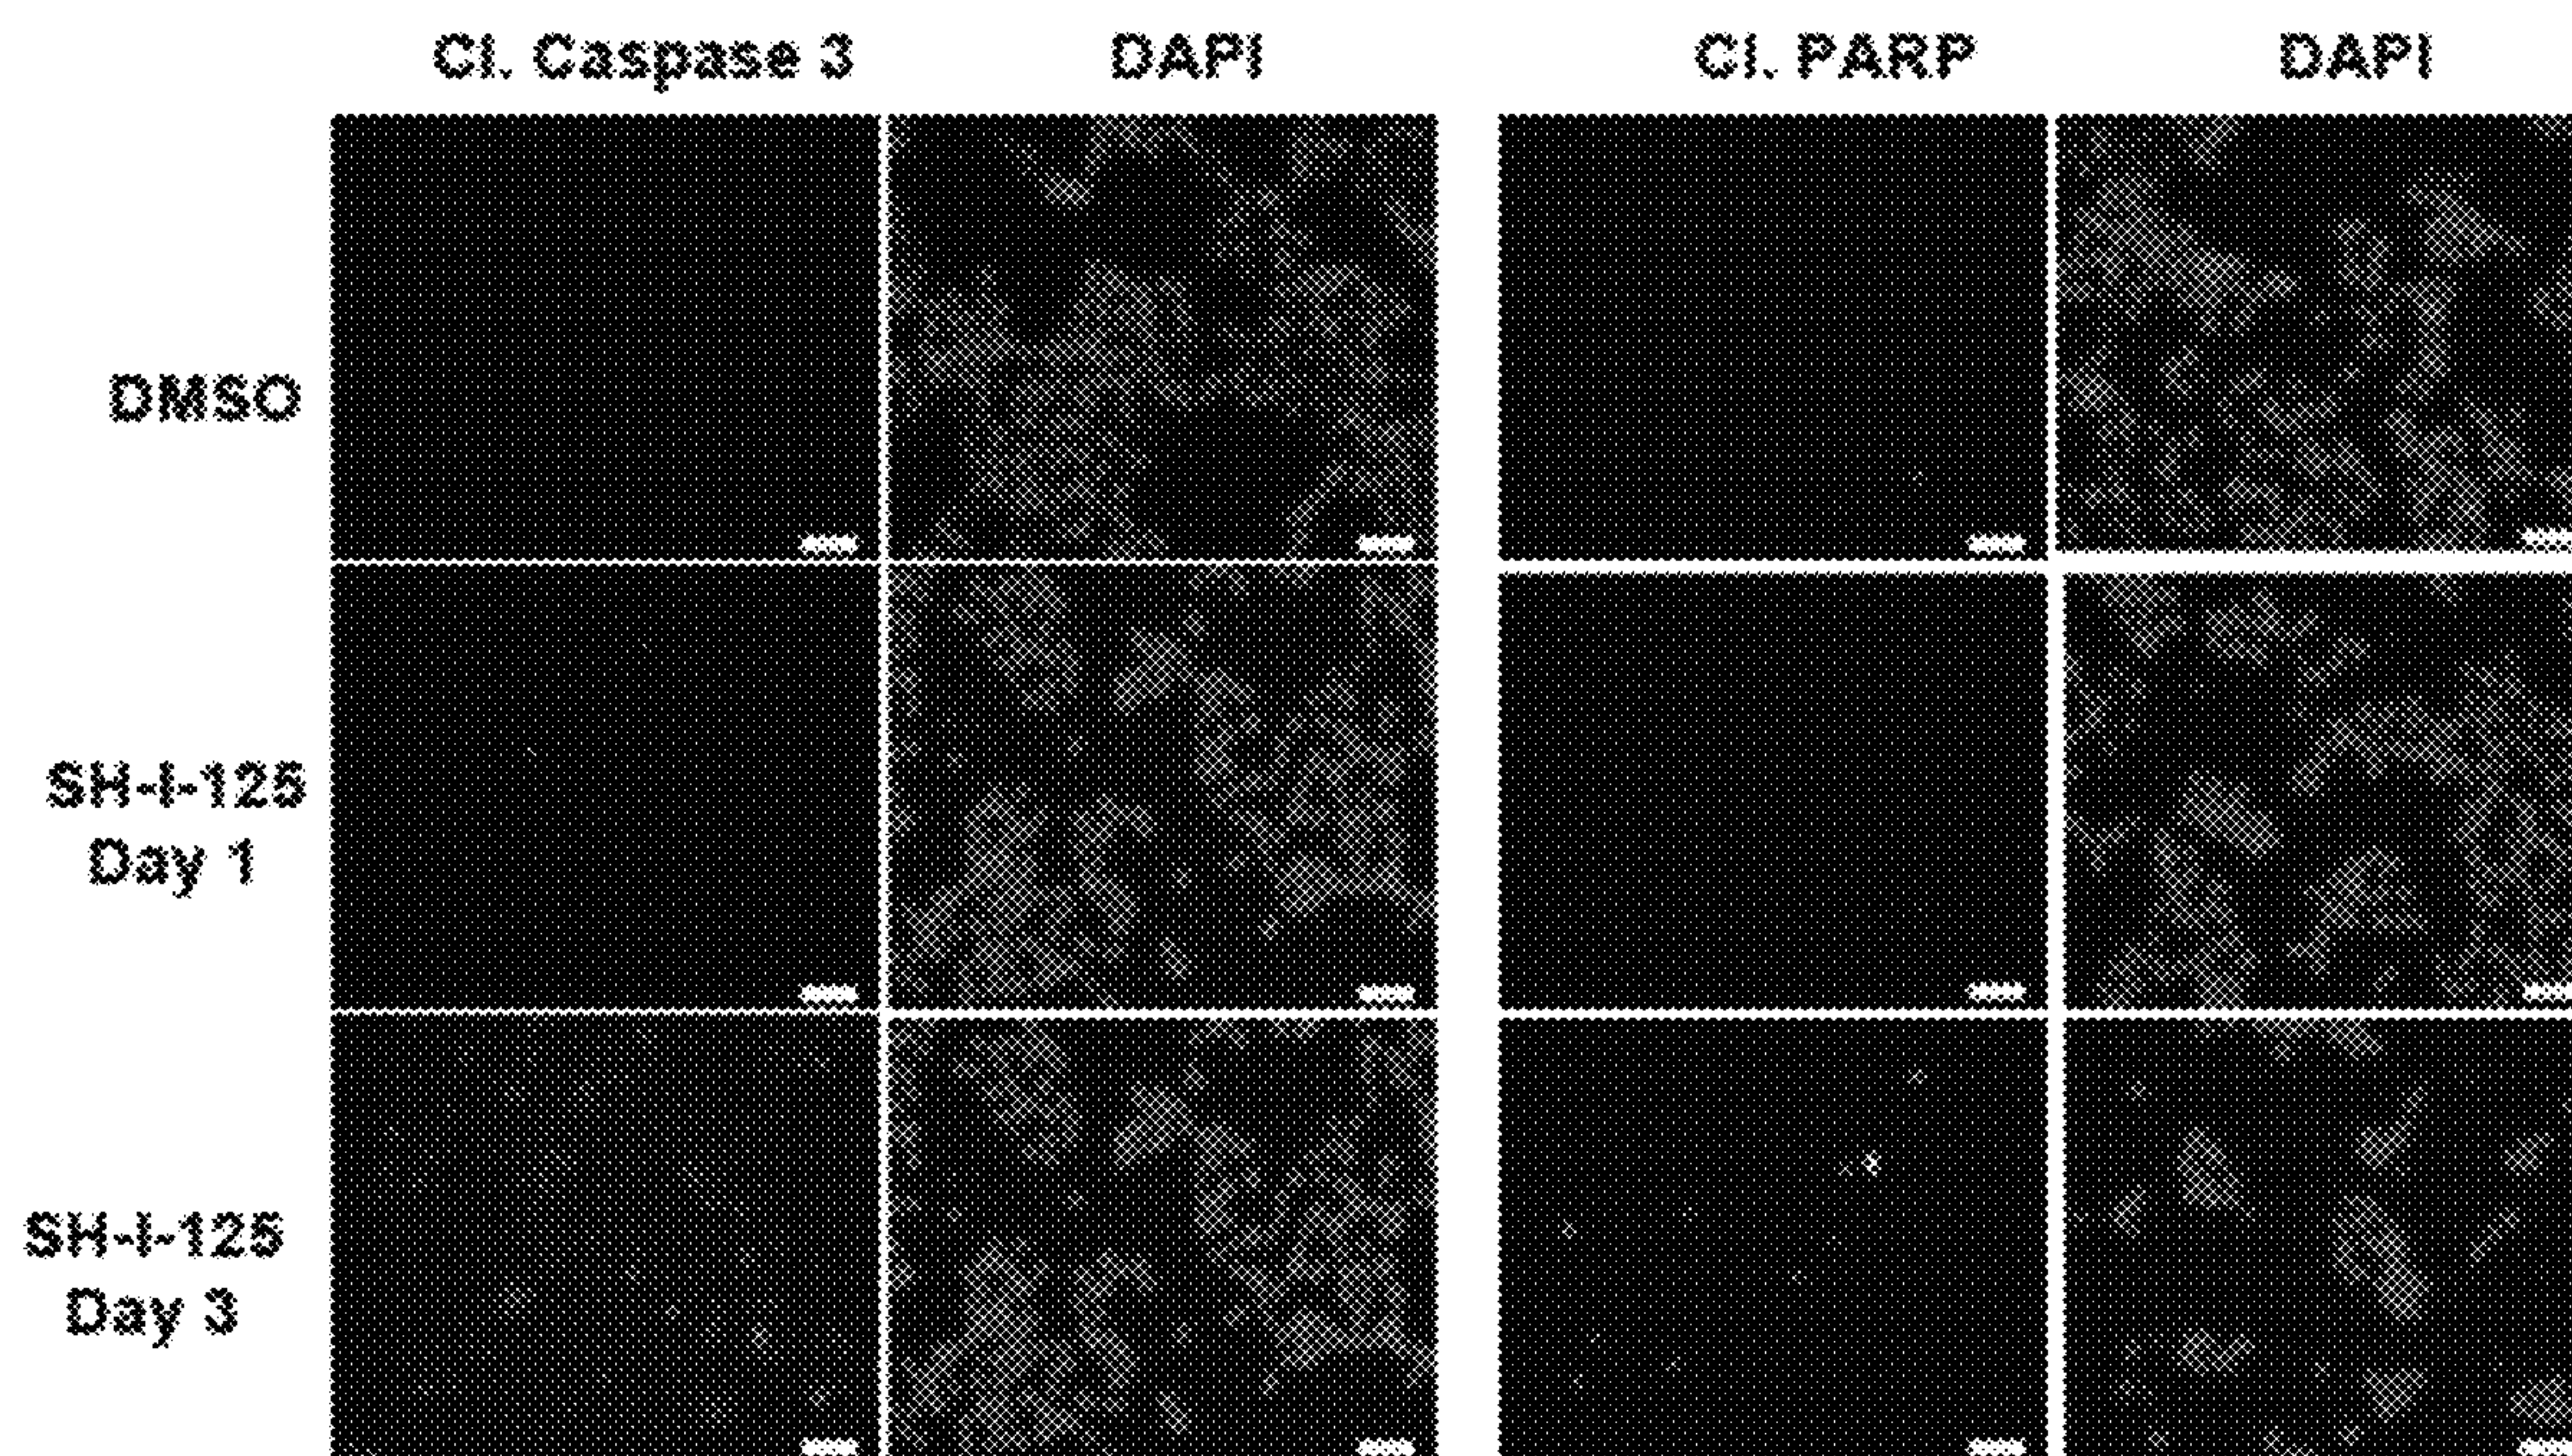 Cl. Caspase 3 DAPI Cl. PARP DAPI
DMSO
SH-I-125
Day 1
SH-I-125
Day 3